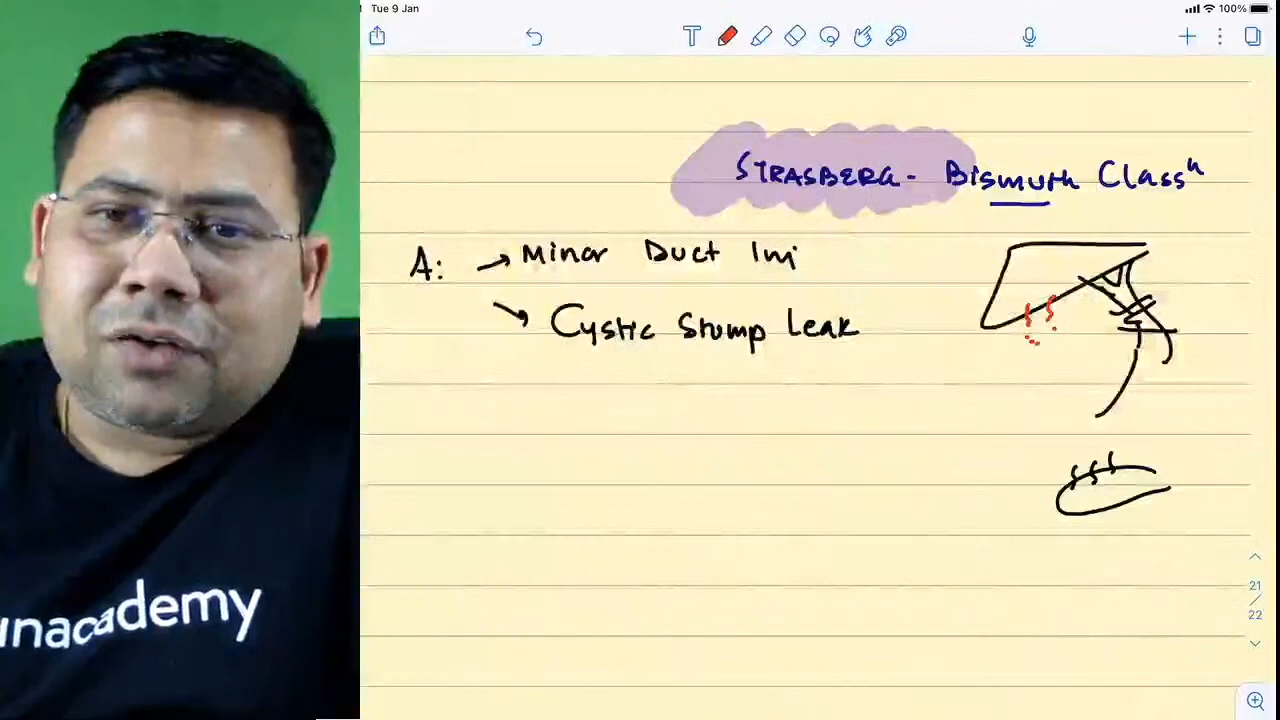 Tue 9 Jan
100%
T
STRASBERG - Bismuth Classⁿ
A: → Minor Duct Inj
→ Cystic Stump Leak
unacademy
21
/
22